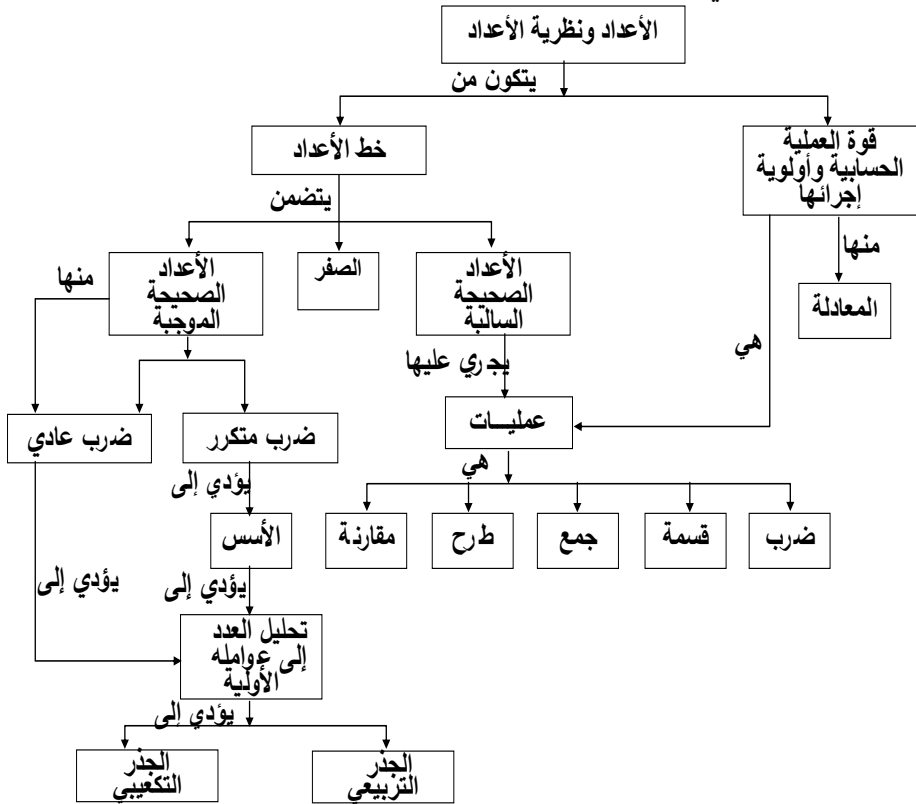 الأعداد ونظرية الأعداد
يتكون من
قوة العملية
الحسابية وأولوية
إجرائها
خط الأعداد
يتضمن
منها
المعادلة
هي
الأعداد
الصحيحة
السالبة
الصفر
الأعداد
الصحيحة
الموجبة
منها
يجري عليها
عمليـــات
هي
ضرب متكرر
ضرب عادي
يؤدي إلى
ضرب
قسمة
جمع
طرح
مقارنة
الأسس
يؤدي إلى
يؤدي إلى
تحليل العدد
إلى عوامله
الأولية
يؤدي إلى
الجذر
التربيعي
الجذر
التكعيبي